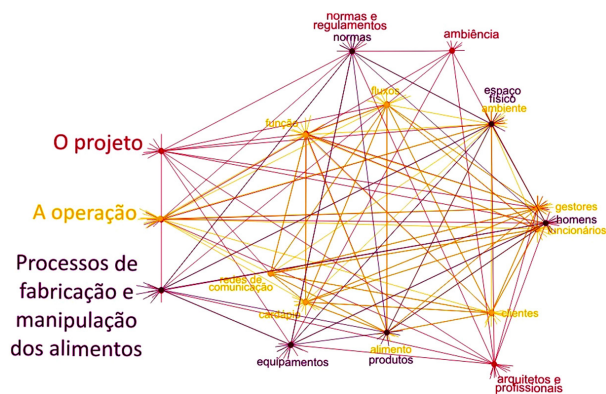 normas e
regulamentos
normas
ambiência
fluxos
espaço
físico
ambiente
função
O projeto
A operação
gestores
homens
funcionários
Processos de
fabricação e
manipulação
dos alimentos
redes de
comunicação
cardápio
clientes
alimento
produtos
equipamentos
arquitetos e
profissionais